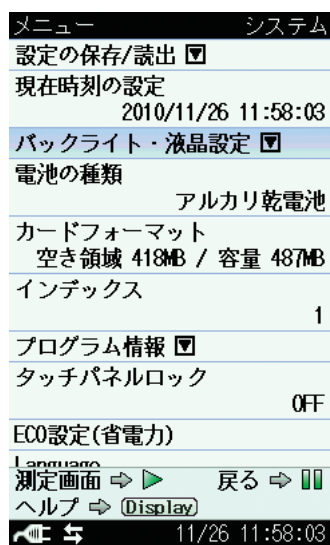 メニュー システム
設定の保存/読出 ▼
現在時刻の設定
2010/11/26 11:58:03
バックライト・液晶設定 ▼
電池の種類
アルカリ乾電池
カードフォーマット
空き領域 418MB / 容量 487MB
インデックス
1
プログラム情報 ▼
タッチパネルロック
OFF
ECO設定(省電力)
Language
測定画面 ⇨ ▷ 戻る ⇨ ▯▯
ヘルプ ⇨ (Display)
11/26 11:58:03